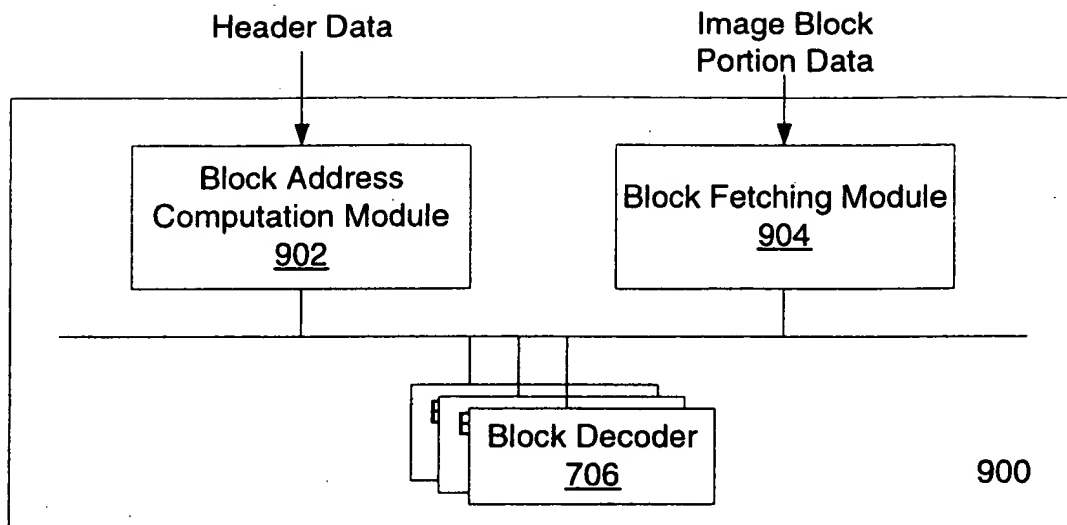 Header Data
Image Block
Portion Data
Block Address
Computation Module
902
Block Fetching Module
904
Block Decoder
706
900